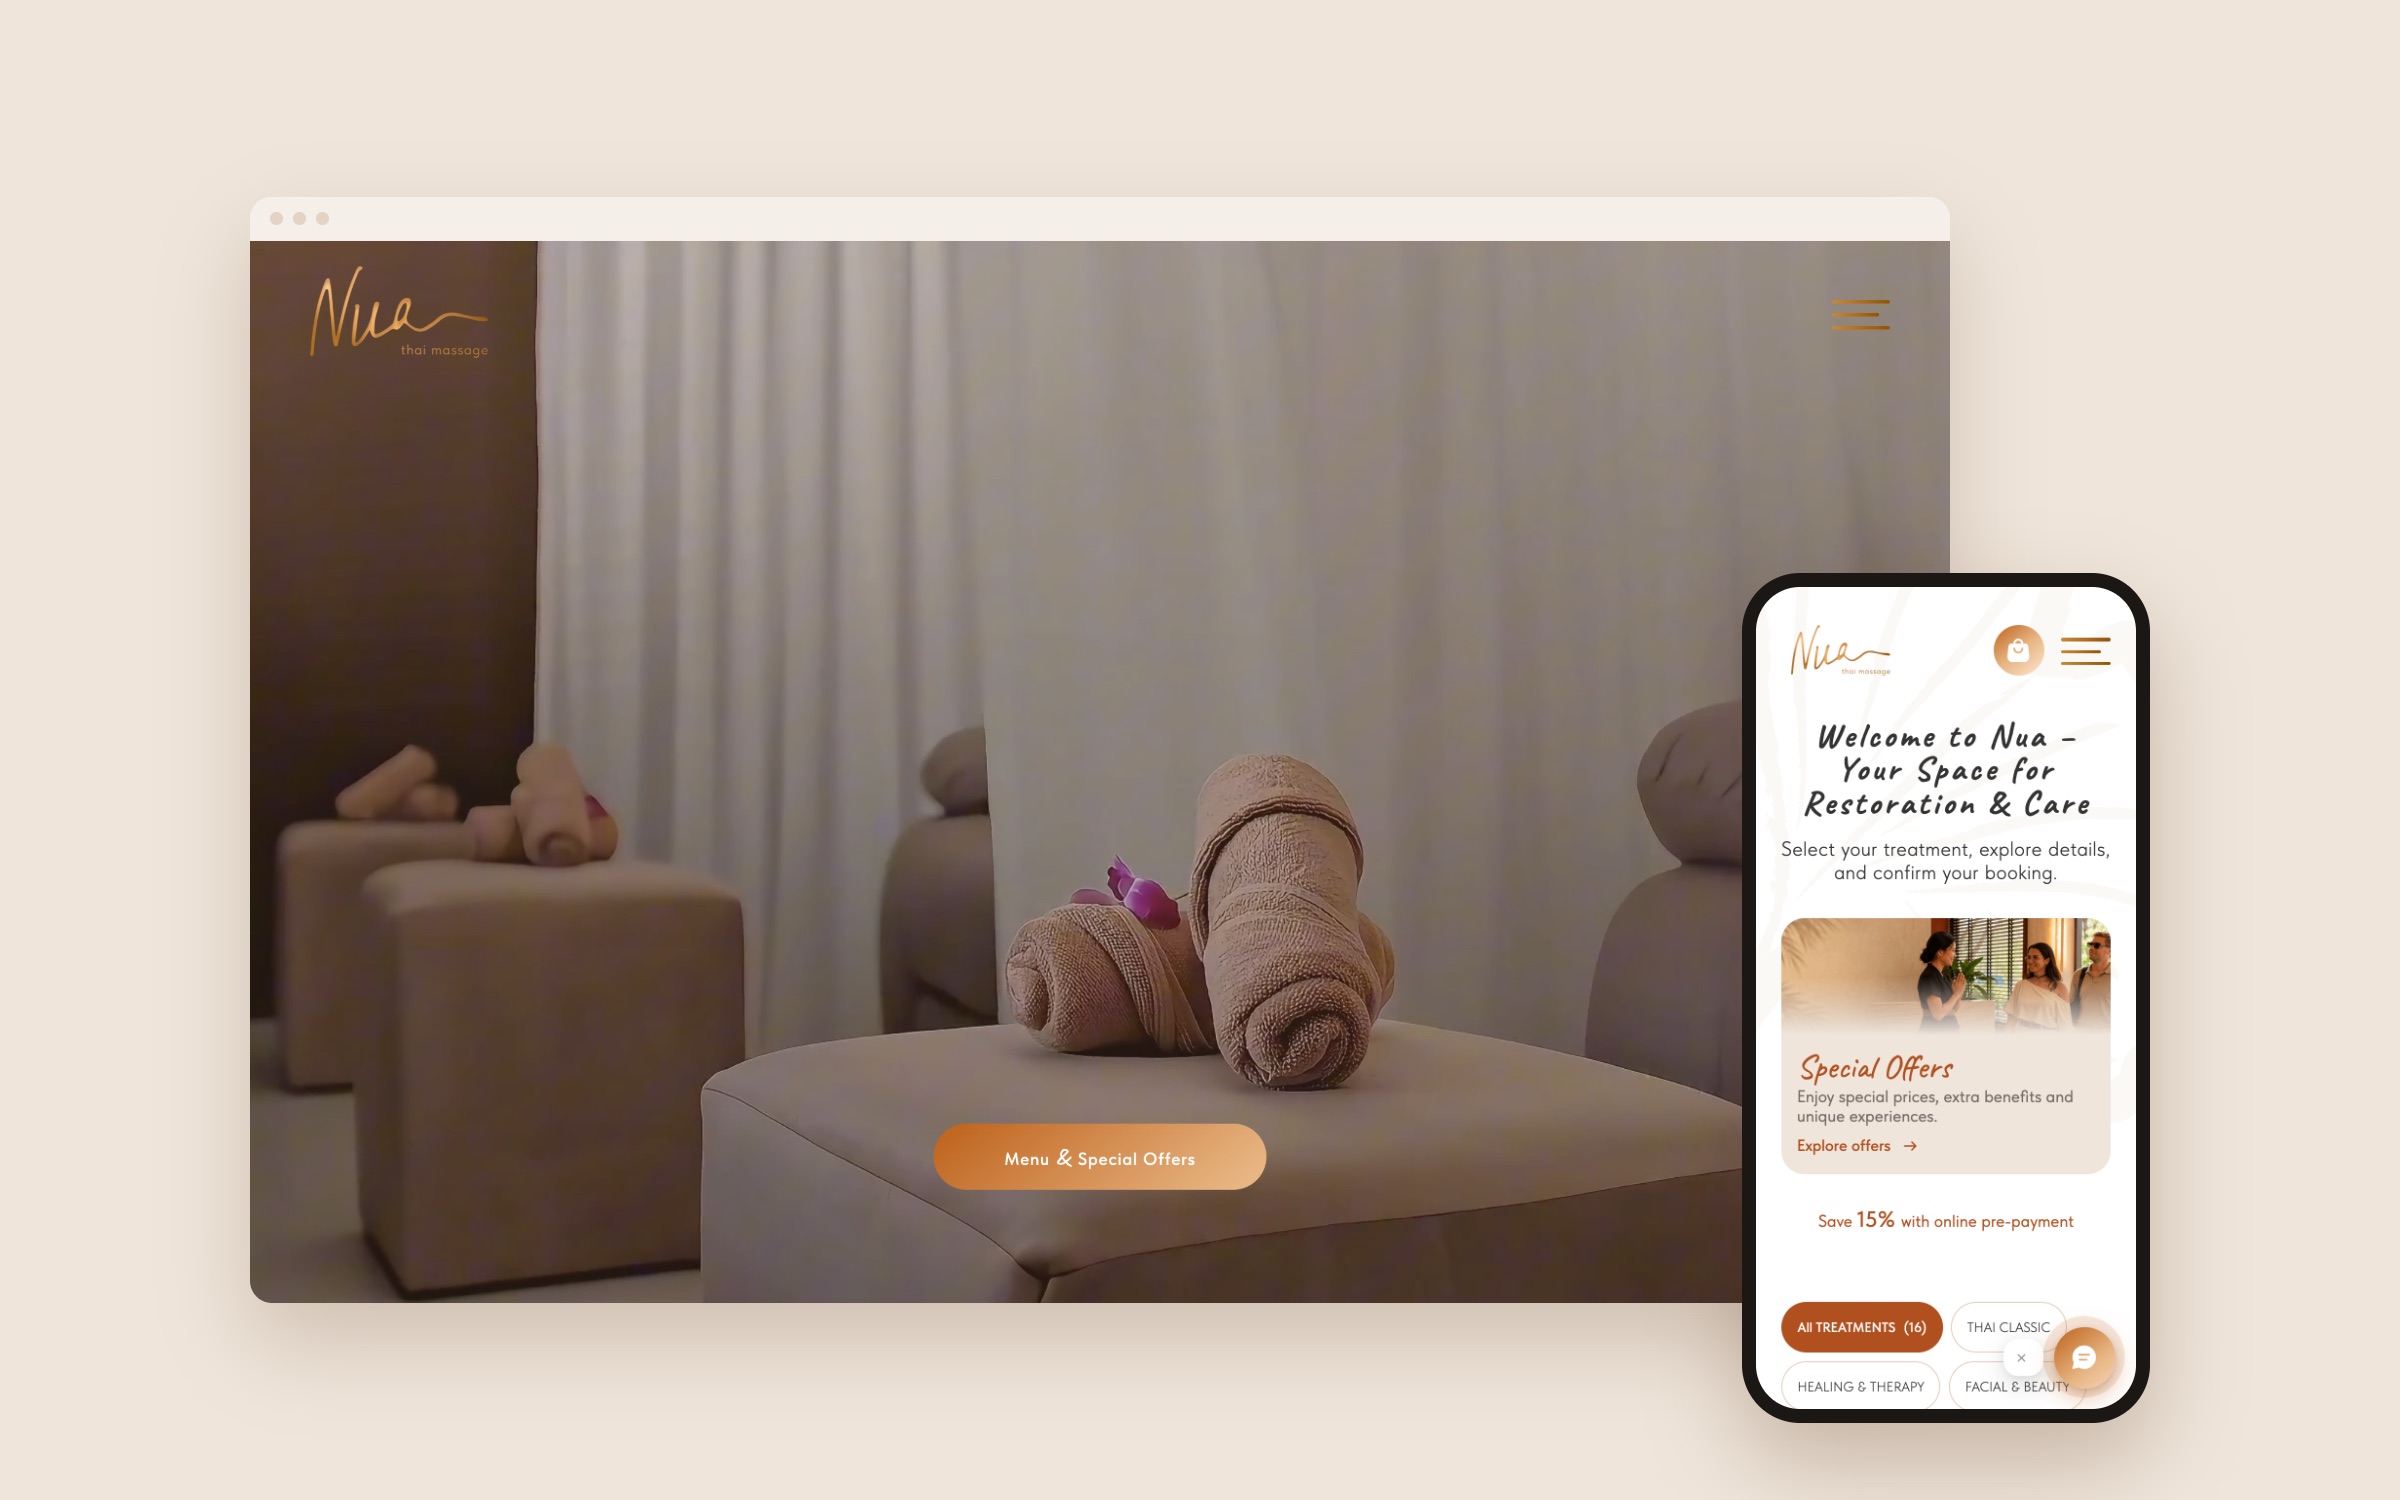 Nua
thai massage
Menu & Special Offers
Nua
thai massage
Welcome to Nua –
Your Space for
Restoration & Care
Select your treatment, explore details,
and confirm your booking.
Special Offers
Enjoy special prices, extra benefits and
unique experiences.
Explore offers →
Save 15% with online pre-payment
All TREATMENTS (16)
THAI CLASSIC
HEALING & THERAPY
FACIAL & BEAUTY